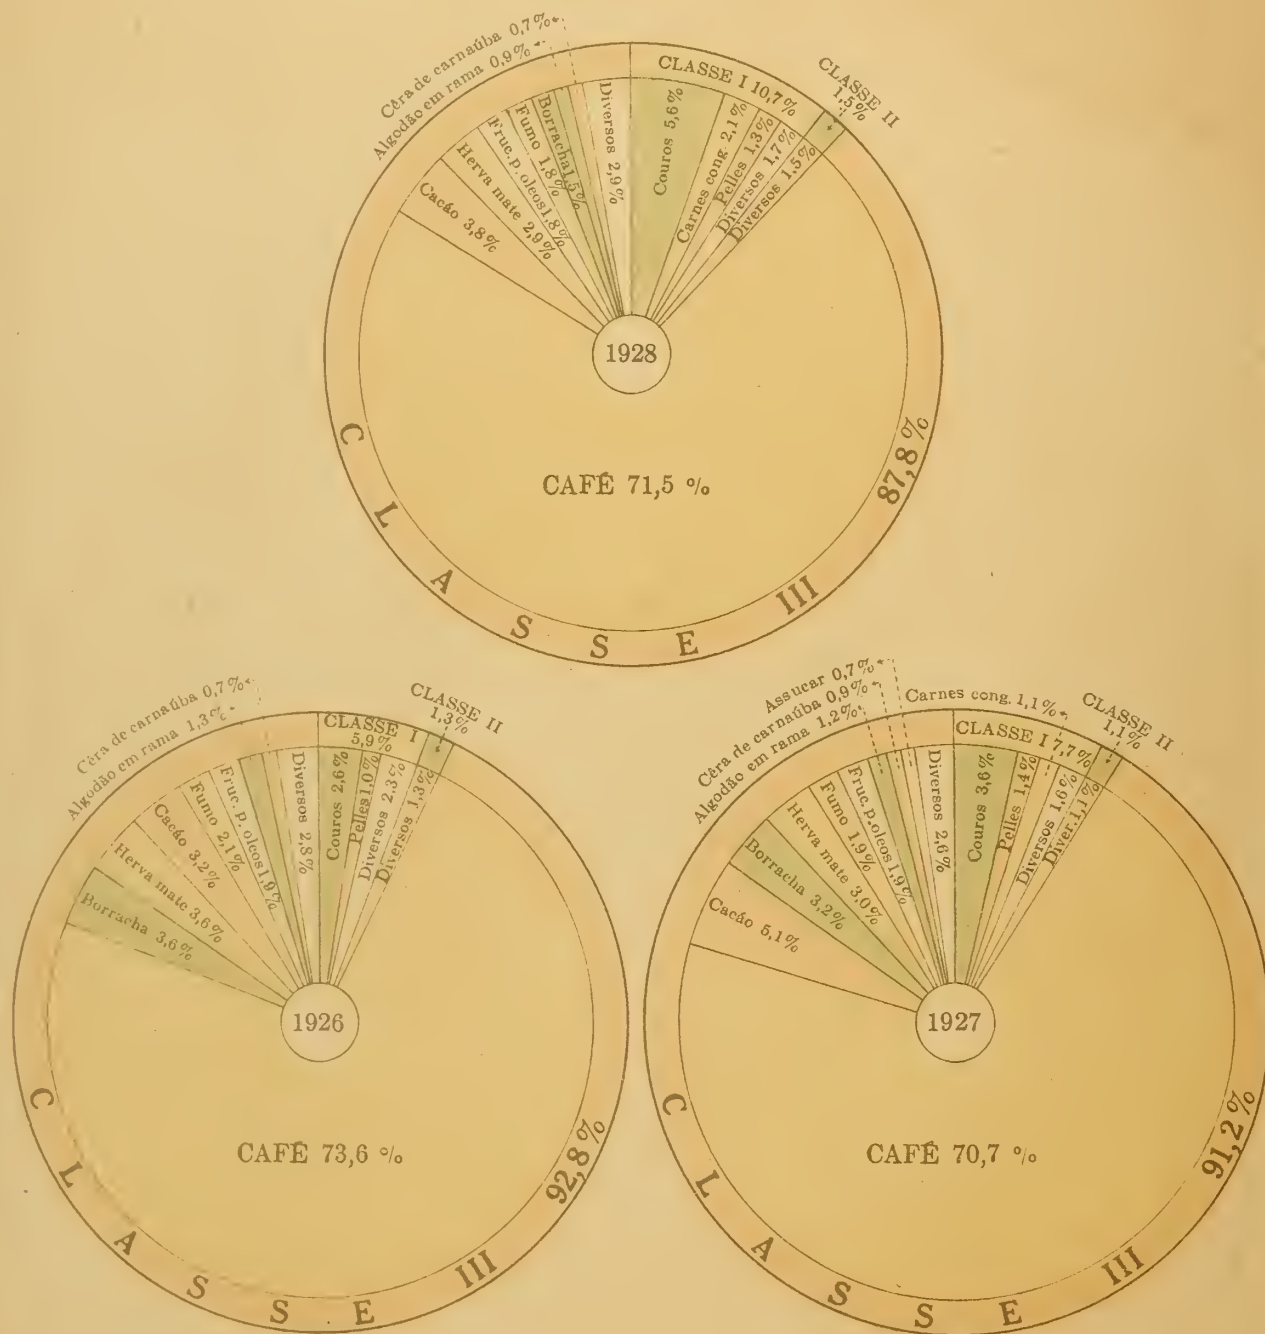 Cêra de carnaúba 0,7%
Algodão em rama 0,9%
CLASSE I 10,7%
CLASSE II
1,5%
Cacáo 3,8%
Herva mate 2,9%
Fruc. p. oleos 1,8%
Fumo 1,8%
Borracha 1,5%
Diversos 2,9%
Couros 5,6%
Carnes cong. 2,1%
Pelles 1,3%
Diversos 1,7%
Diversos 1,5%
1928
CAFÉ 71,5 %
CLASSE III 87,8%
Cêra de carnaúba 0,7%
Algodão em rama 1,3%
CLASSE I
5,9%
CLASSE II
1,3%
Borracha 3,6%
Herva mate 3,6%
Cacáo 3,2%
Fumo 2,1%
Fruc. p. oleos 1,9%
Diversos 2,8%
Couros 2,6%
Pelles 1,0%
Diversos 2,3%
Diversos 1,3%
1926
CAFÉ 73,6 %
CLASSE III 92,8%
Assucar 0,7%
Cêra de carnaúba 0,9%
Algodão em rama 1,2%
Carnes cong. 1,1%
CLASSE I 7,7%
CLASSE II
1,1%
Cacáo 5,1%
Borracha 3,2%
Herva mate 3,0%
Fumo 1,9%
Fruc. p. oleos 1,9%
Diversos 2,6%
Couros 3,6%
Pelles 1,4%
Diversos 1,6%
Diver. 1,1%
1927
CAFÉ 70,7 %
CLASSE III 91,2%